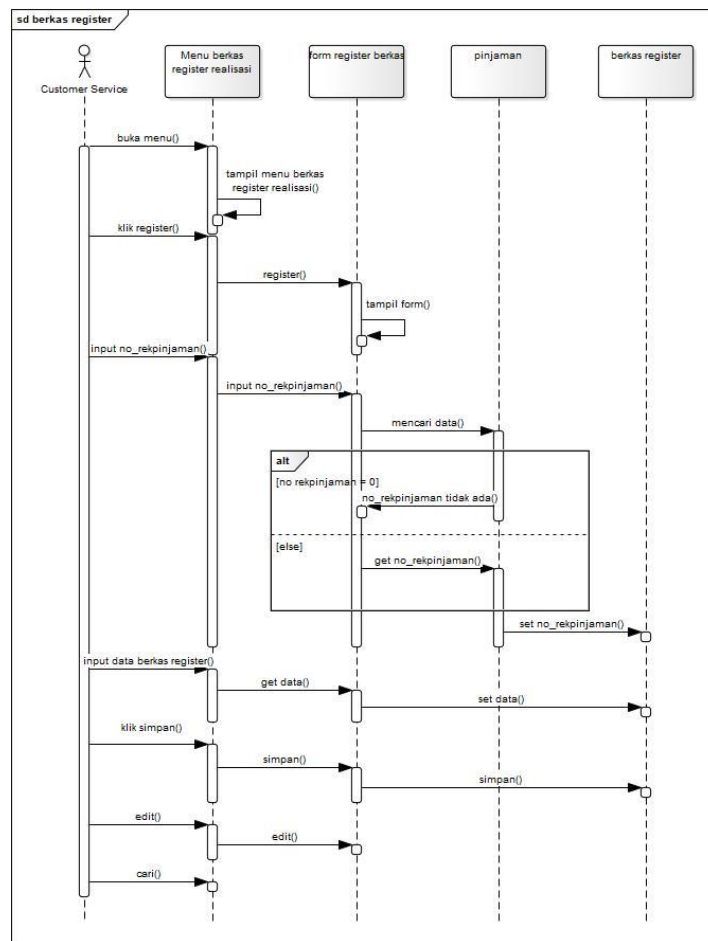 sd berkas register
Customer Service
Menu berkas
register realisasi
form register berkas
pinjaman
berkas register
buka menu()
tampil menu berkas
register realisasi()
klik register()
register()
tampil form()
input no_rekpinjaman()
input no_rekpinjaman()
mencari data()
alt
[no rekpinjaman = 0]
no_rekpinjaman tidak ada()
[else]
get no_rekpinjaman()
set no_rekpinjaman()
input data berkas register()
get data()
set data()
klik simpan()
simpan()
simpan()
edit()
edit()
cari()